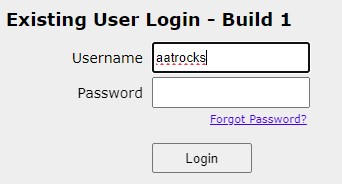 Existing User Login - Build 1
Username aatrocks
Password
Forgot Password?
Login